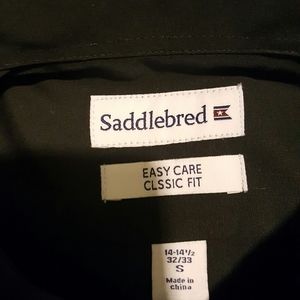 Saddlebred
EASY CARE
CLSSIC FIT
14-14½
32/33
S
Made in
china